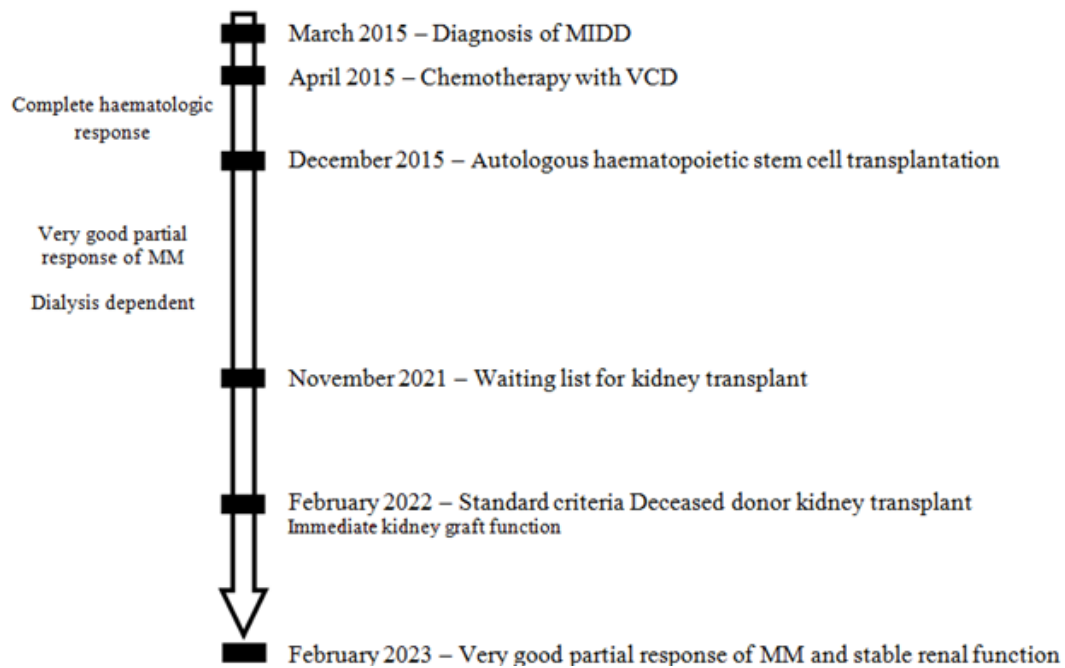 March 2015 – Diagnosis of MIDD
April 2015 – Chemotherapy with VCD
Complete haematologic
response
December 2015 – Autologous haematopoietic stem cell transplantation
Very good partial
response of MM
Dialysis dependent
November 2021 – Waiting list for kidney transplant
February 2022 – Standard criteria Deceased donor kidney transplant
Immediate kidney graft function
February 2023 – Very good partial response of MM and stable renal function